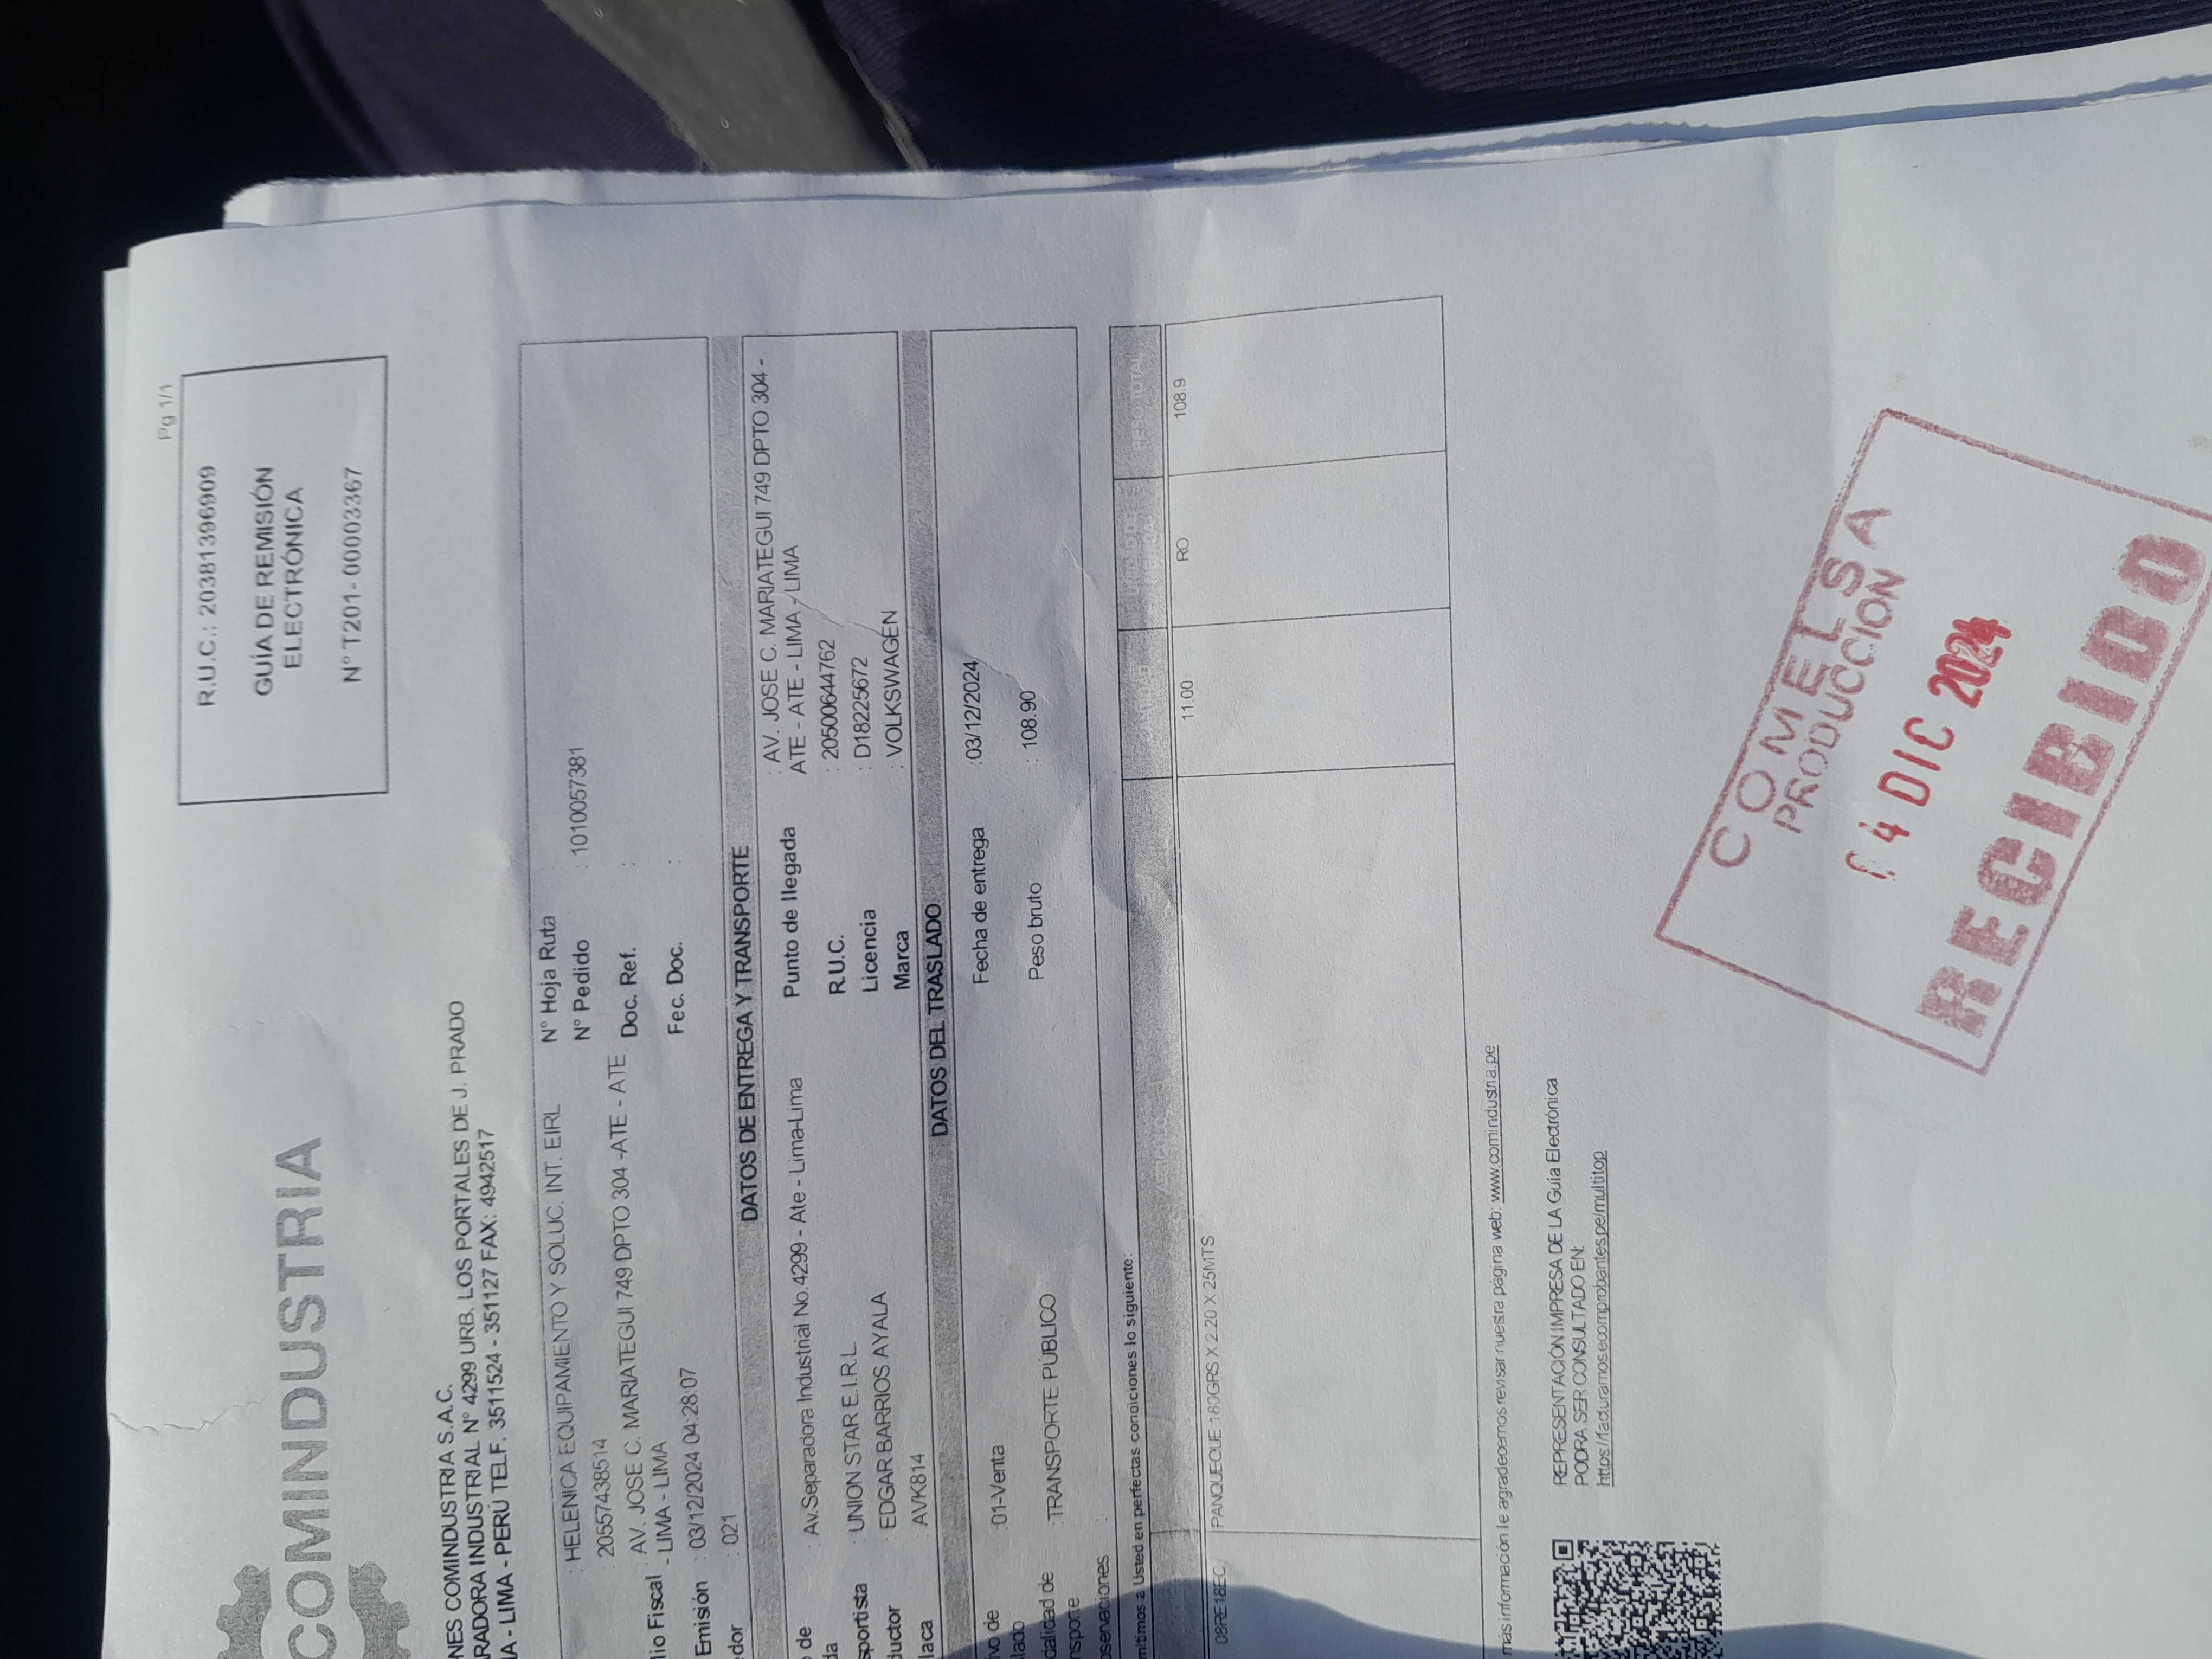 Pg 1/1
R.U.C.: 20381396909
GUÍA DE REMISIÓN
ELECTRÓNICA
N° T201-00003367
COMINDUSTRIA
NES COMINDUSTRIA S.A.C.
RADORA INDUSTRIAL N° 4299 URB. LOS PORTALES DE J. PRADO
A - LIMA - PERÚ TELF. 3511524 - 3511127 FAX: 4942517
: HELENICA EQUIPAMIENTO Y SOLUC. INT. EIRL N° Hoja Ruta :
: 20557438514 N° Pedido : 1010057381
lio Fiscal : AV. JOSE C. MARIATEGUI 749 DPTO 304 -ATE - ATE Doc. Ref. :
- LIMA - LIMA
Emisión : 03/12/2024 04:28:07 Fec. Doc. :
dor : 021
DATOS DE ENTREGA Y TRANSPORTE
o de : Av.Separadora Industrial No.4299 - Ate - Lima-Lima Punto de llegada : AV. JOSE C. MARIATEGUI 749 DPTO 304 -
da ATE - ATE - LIMA - LIMA
sportista : UNION STAR E.I.R.L. R.U.C. : 20500644762
ductor : EDGAR BARRIOS AYALA Licencia : D18225672
laca : AVK814 Marca : VOLKSWAGEN
DATOS DEL TRASLADO
ivo de : 01-Venta Fecha de entrega : 03/12/2024
lado
dalidad de : TRANSPORTE PÚBLICO Peso bruto : 108.90
nsporte
servaciones :
mitimos a Usted en perfectas condiciones lo siguiente:
PESO TOTAL
08RE18EC PANQUEQUE 180GRS X 2.20 X 25MTS 11.00 RO 108.9
más información le agradecemos revisar nuestra página web: www.comindustria.pe
REPRESENTACIÓN IMPRESA DE LA Guía Electrónica
PODRA SER CONSULTADO EN:
https://facturamos.ecomprobantes.pe/multitop
COMELSA
PRODUCCION
04 DIC 2024
RECIBIDO